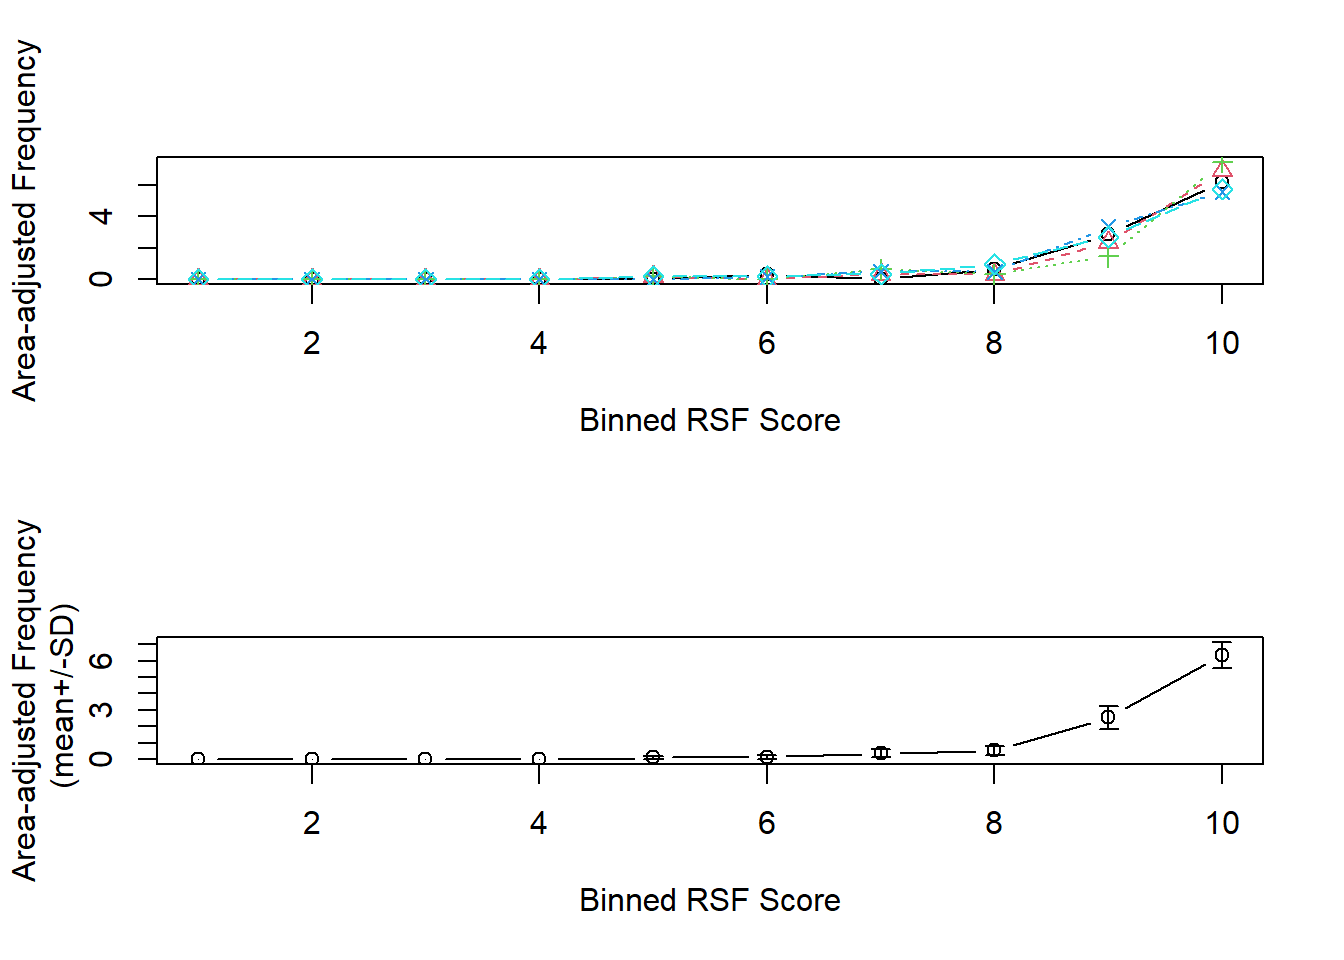 Area-adjusted Frequency
4
0
2 4 6 8 10
Binned RSF Score
Area-adjusted Frequency
(mean+/-SD)
6
3
0
2 4 6 8 10
Binned RSF Score